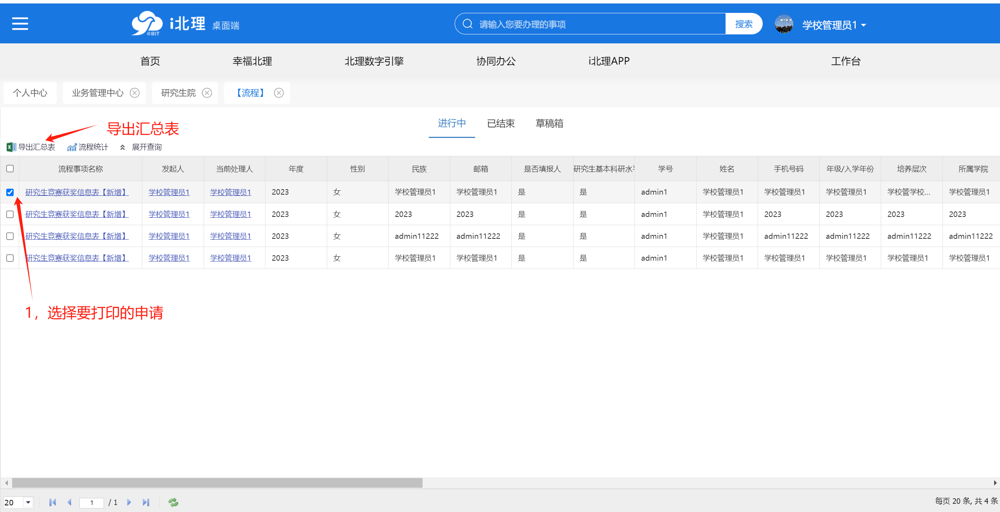 i北理 桌面端 请输入您要办理的事项 搜索 学校管理员1
@BIT
首页 幸福北理 北理数字引擎 协同办公 i北理APP 工作台
个人中心 业务管理中心 研究生院 【流程】
进行中 已结束 草稿箱
导出汇总表
导出汇总表 流程统计 展开查询
流程事项名称 发起人 当前处理人 年度 性别 民族 邮箱 是否填报人 研究生基本科研水 学号 姓名 手机号码 年级/入学年份 培养层次 所属学院
研究生竞赛获奖信息表【新增】 学校管理员1 学校管理员1 2023 女 学校管理员1 学校管理员1 是 是 admin1 学校管理员1 学校管理员1 学校管理员1 学校管学校... 学校管理员1
研究生竞赛获奖信息表【新增】 学校管理员1 学校管理员1 2023 女 2023 2023 是 是 admin1 学校管理员1 2023 2023 2023 2023
研究生竞赛获奖信息表【新增】 学校管理员1 学校管理员1 2023 女 admin11222 admin11222 是 是 admin1 学校管理员1 admin11222 admin11222 admin11222 admin11222
研究生竞赛获奖信息表【新增】 学校管理员1 学校管理员1 2023 女 学校管理员1 学校管理员1 是 是 admin1 学校管理员1 学校管理员1 学校管理员1 学校管理员1 学校管理员1
1，选择要打印的申请
20 1 / 1 每页 20 条, 共 4 条